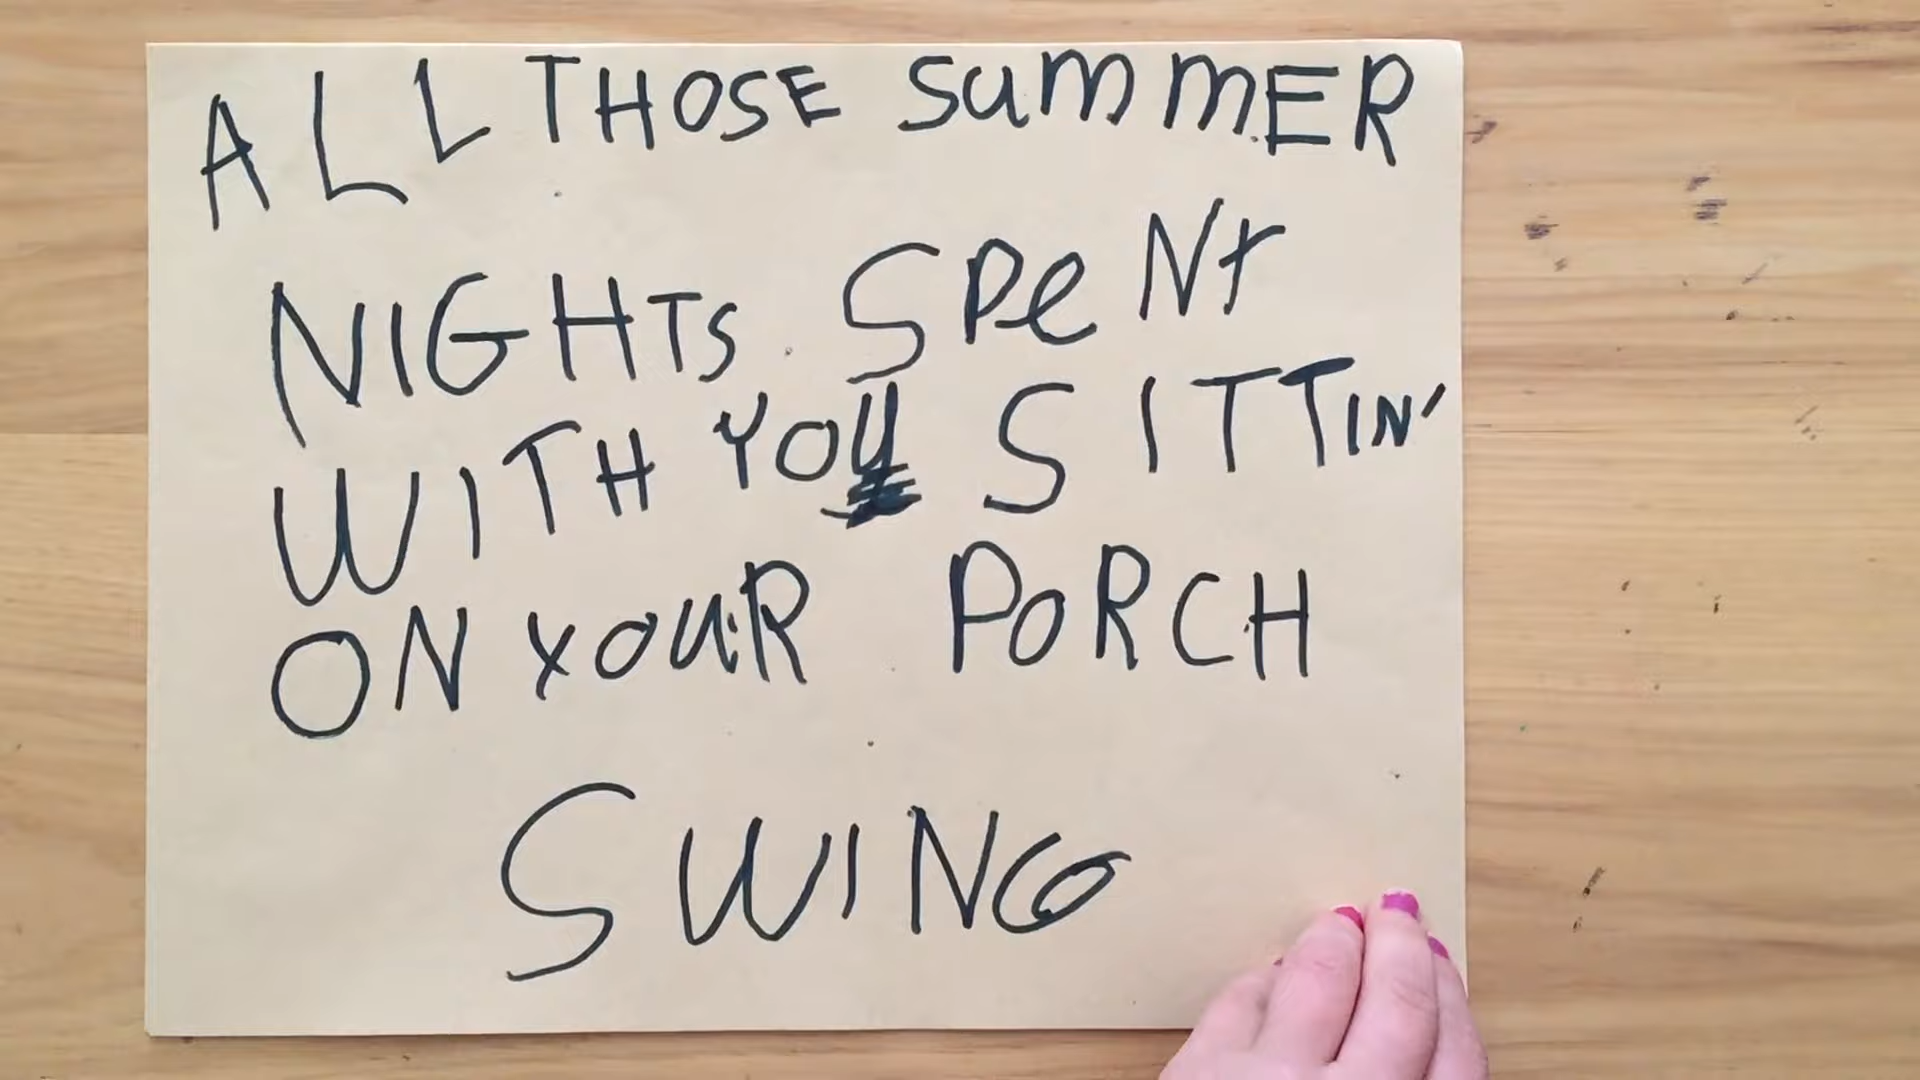 ALL THOSE SUMMER
NIGHTS SPENT
WITH YOU SITTIN'
ON YOUR PORCH
SWING